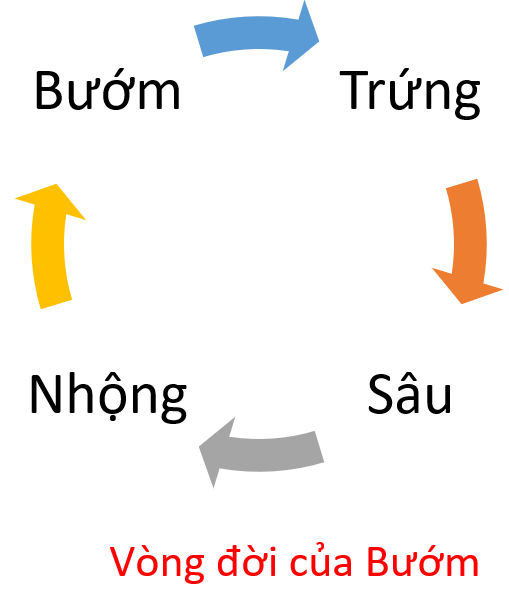 Bướm
Trứng
Nhộng
Sâu
Vòng đời của Bướm